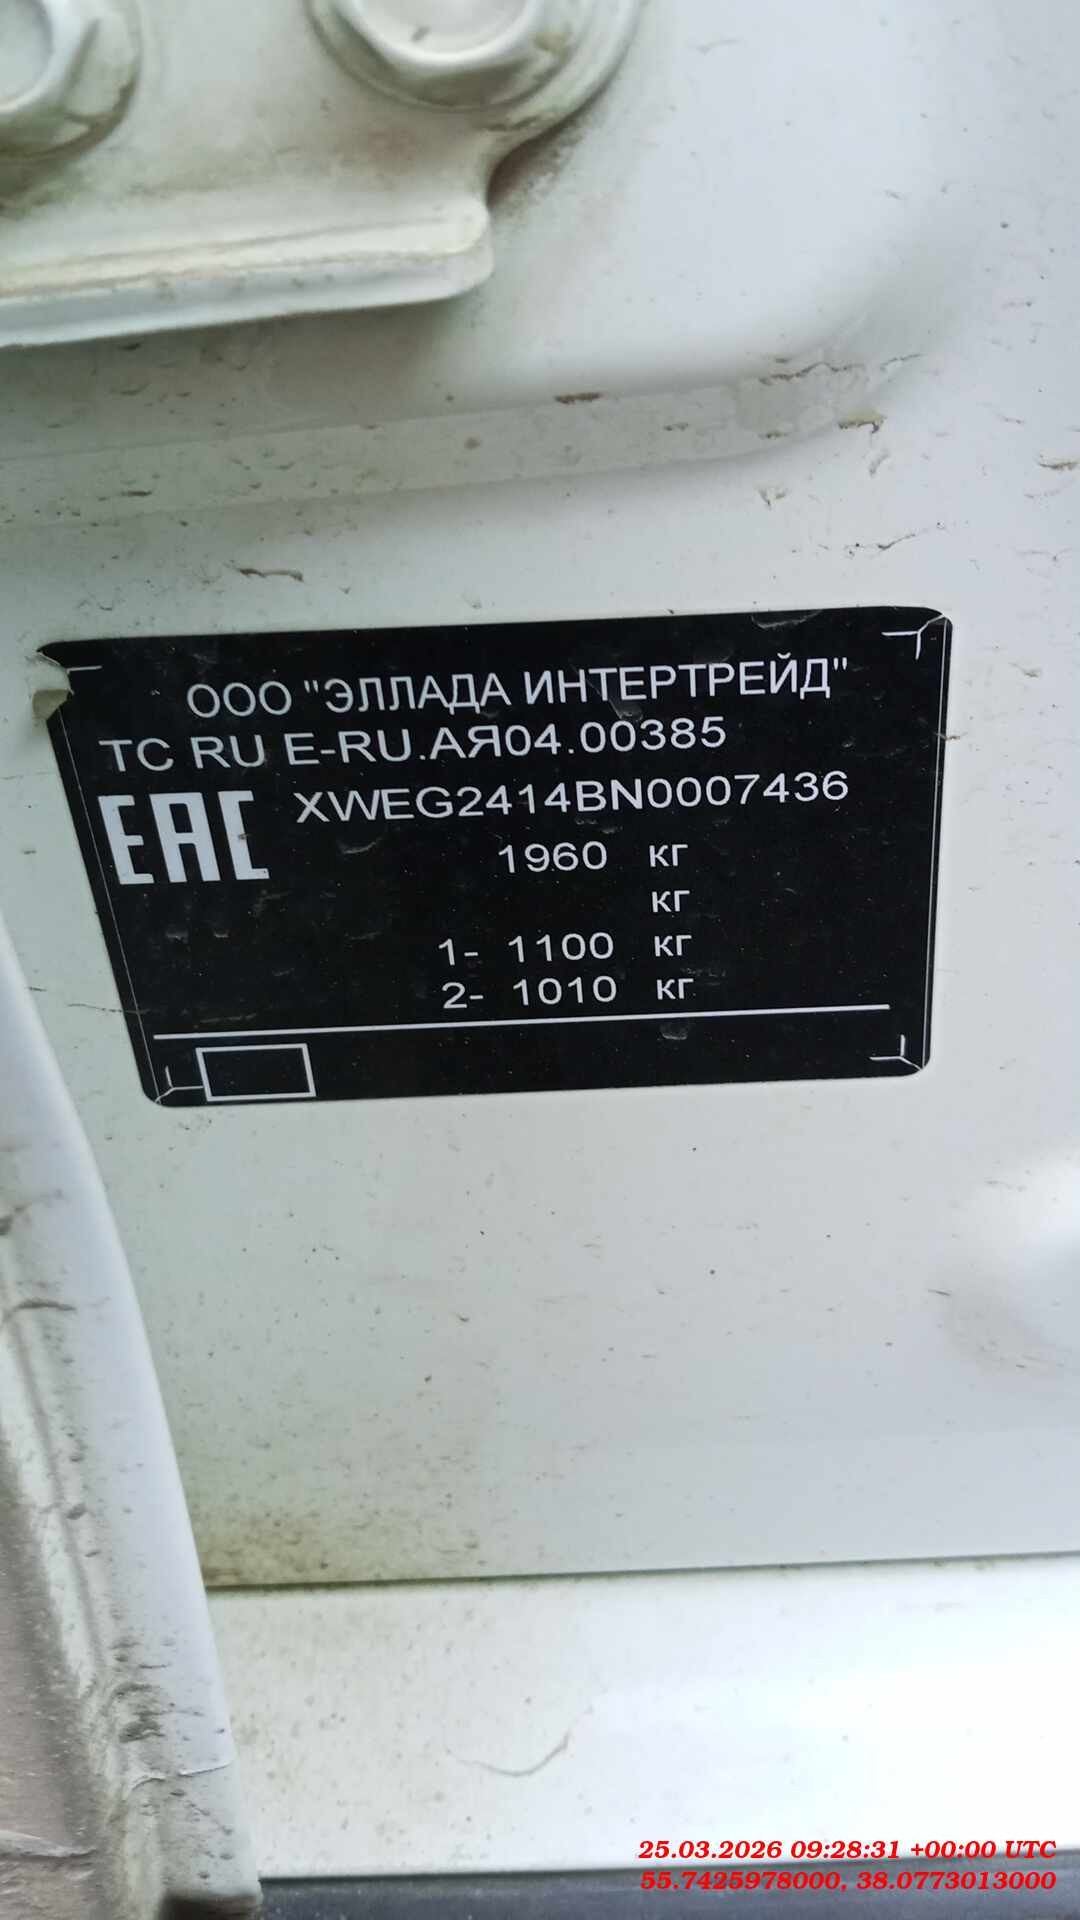 ООО "ЭЛЛАДА ИНТЕРТРЕЙД"
ТС RU E-RU.АЯ04.00385
EAC XWEG2414BN0007436
1960 кг
кг
1- 1100 кг
2- 1010 кг
25.03.2026 09:28:31 +00:00 UTC
55.7425978000, 38.0773013000